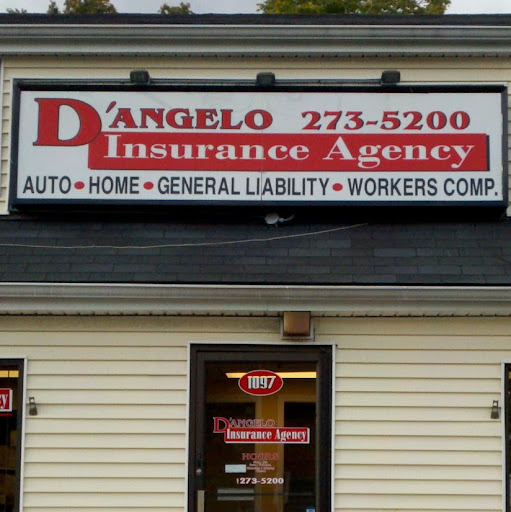 D'ANGELO 273-5200
INSURANCE AGENCY
AUTO • HOME • GENERAL LIABILITY • WORKERS COMP.
1097
D'ANGELO
INSURANCE AGENCY
HOURS
273-5200